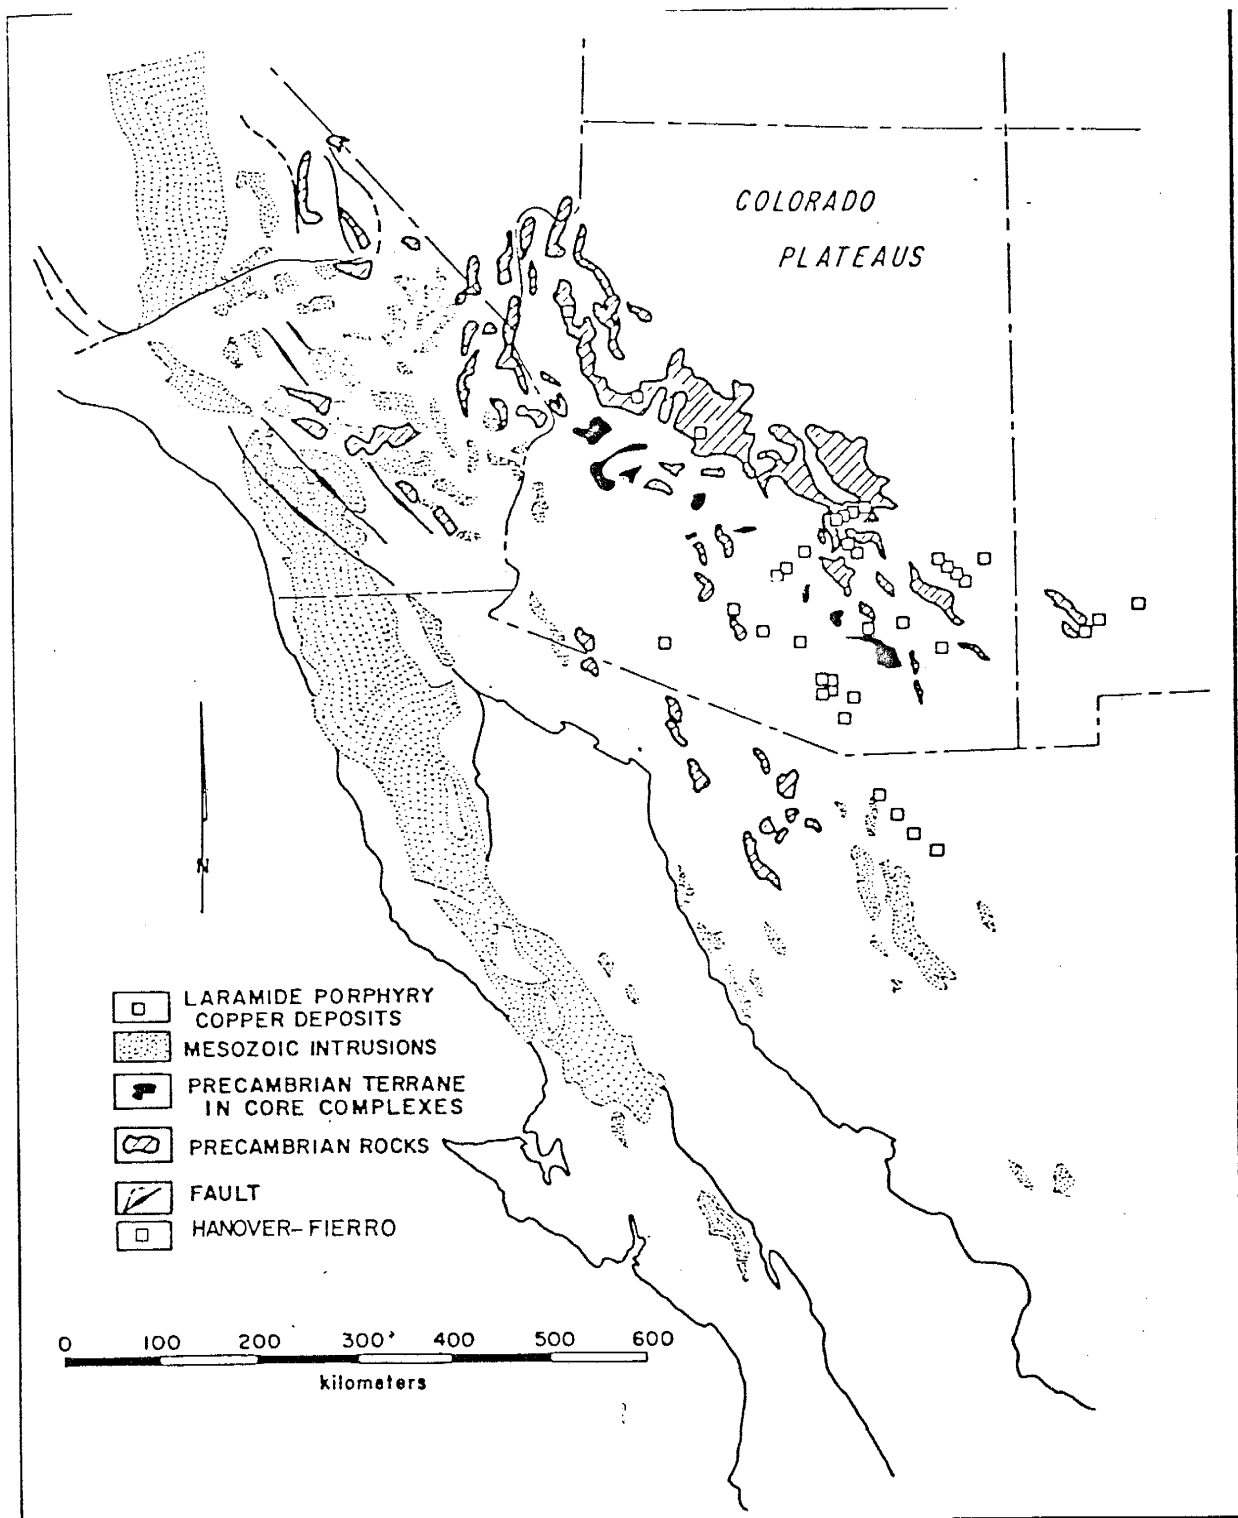 COLORADO
PLATEAUS
N
LARAMIDE PORPHYRY
COPPER DEPOSITS
MESOZOIC INTRUSIONS
PRECAMBRIAN TERRANE
IN CORE COMPLEXES
PRECAMBRIAN ROCKS
FAULT
HANOVER-FIERRO
0 100 200 300 400 500 600
kilometers